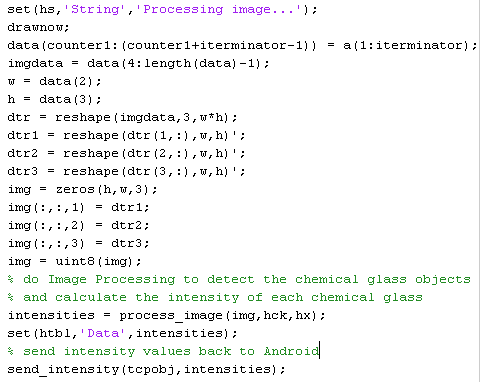 set(hs,'String','Processing image...');
drawnow;
data(counter1:(counter1+iterminator-1)) = a(1:iterminator);
imgdata = data(4:length(data)-1);
w = data(2);
h = data(3);
dtr = reshape(imgdata,3,w*h);
dtr1 = reshape(dtr(1,:),w,h)';
dtr2 = reshape(dtr(2,:),w,h)';
dtr3 = reshape(dtr(3,:),w,h)';
img = zeros(h,w,3);
img(:,:,1) = dtr1;
img(:,:,2) = dtr2;
img(:,:,3) = dtr3;
img = uint8(img);
% do Image Processing to detect the chemical glass objects
% and calculate the intensity of each chemical glass
intensities = process_image(img,hck,hx);
set(htbl,'Data',intensities);
% send intensity values back to Android
send_intensity(tcpobj,intensities);